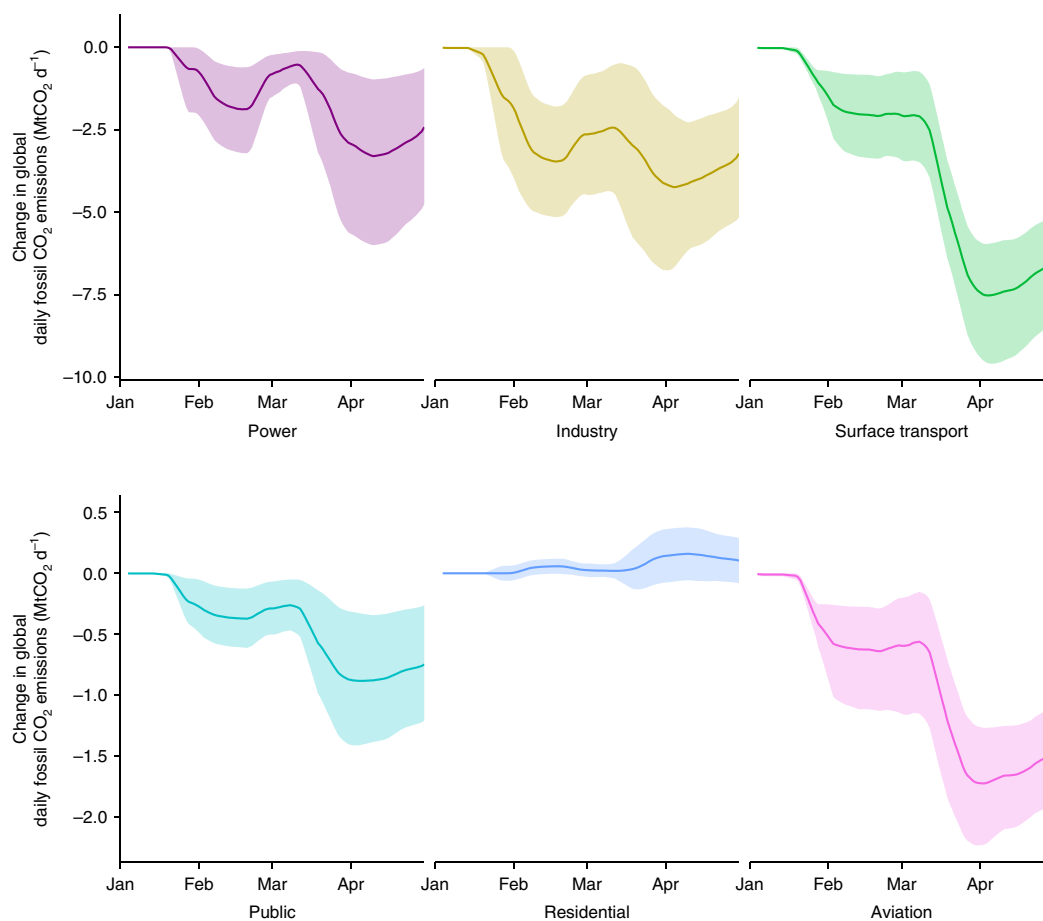 Change in global
daily fossil CO₂ emissions (MtCO₂ d⁻¹)
0.0
−2.5
−5.0
−7.5
−10.0
Jan Feb Mar Apr Jan Feb Mar Apr Jan Feb Mar Apr
Power Industry Surface transport
Change in global
daily fossil CO₂ emissions (MtCO₂ d⁻¹)
0.5
0.0
−0.5
−1.0
−1.5
−2.0
Jan Feb Mar Apr Jan Feb Mar Apr Jan Feb Mar Apr
Public Residential Aviation